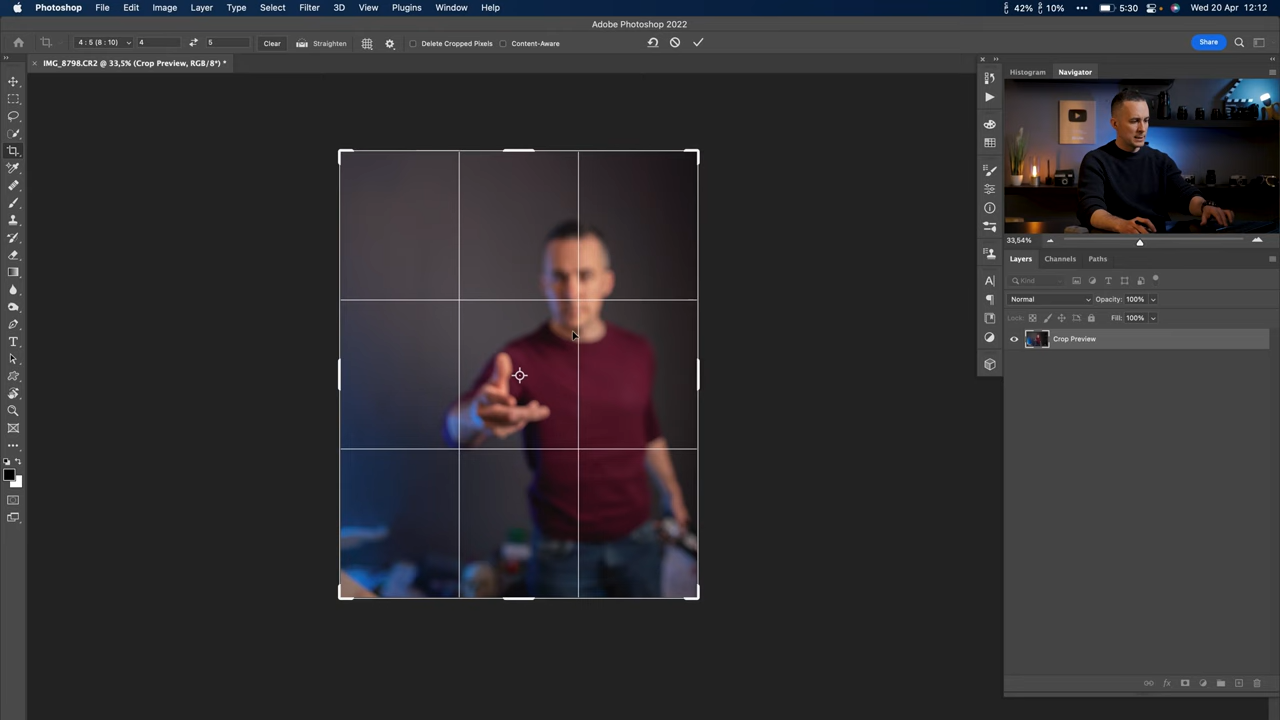 Photoshop File Edit Image Layer Type Select Filter 3D View Plugins Window Help 42% 10% 5:30 Wed 20 Apr 12:12
Adobe Photoshop 2022
4 : 5 (8 : 10) 4 5 Clear Straighten Delete Cropped Pixels Content-Aware Share
IMG_8798.CR2 @ 33,5% (Crop Preview, RGB/8*) *
Histogram Navigator
33,54%
Layers Channels Paths
Kind
Normal Opacity: 100%
Lock: Fill: 100%
Crop Preview